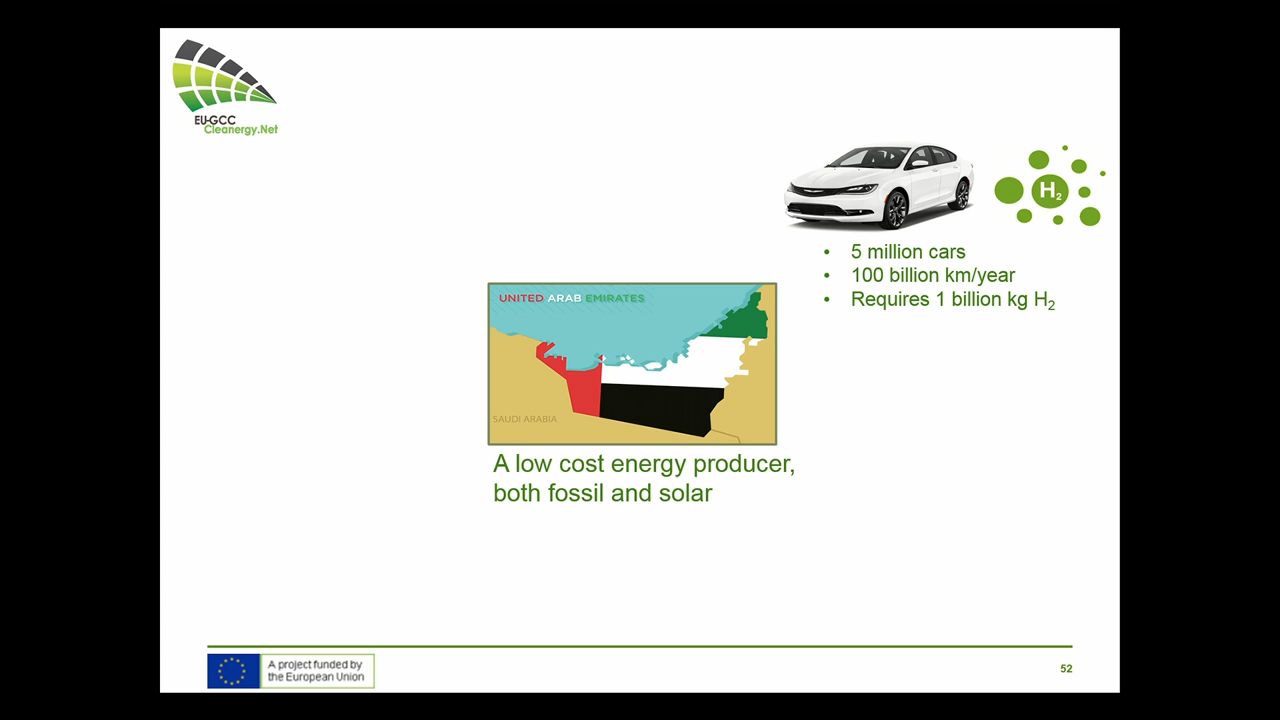 EU-GCC
Cleanergy.Net
H₂
• 5 million cars
• 100 billion km/year
• Requires 1 billion kg H₂
UNITED ARAB EMIRATES
SAUDI ARABIA
A low cost energy producer,
both fossil and solar
A project funded by
the European Union
52